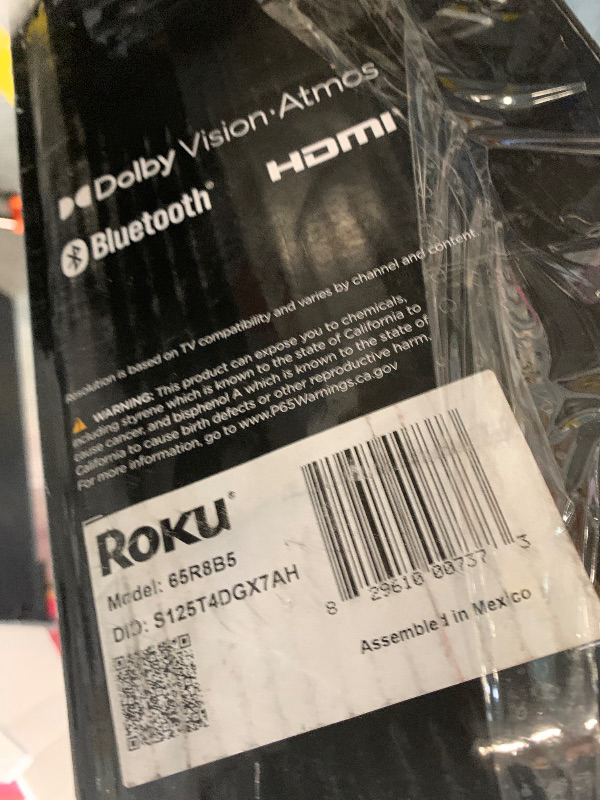 Dolby Vision·Atmos
HDMI
Bluetooth®
Resolution is based on TV compatibility and varies by channel and content.
WARNING: This product can expose you to chemicals,
including styrene which is known to the state of California to
cause cancer, and bisphenol A which is known to the state of
California to cause birth defects or other reproductive harm.
For more information, go to www.P65Warnings.ca.gov
ROKU®
Model: 65R8B5
DID: S125T4DGX7AH
8 29610 00737 3
Assembled in Mexico